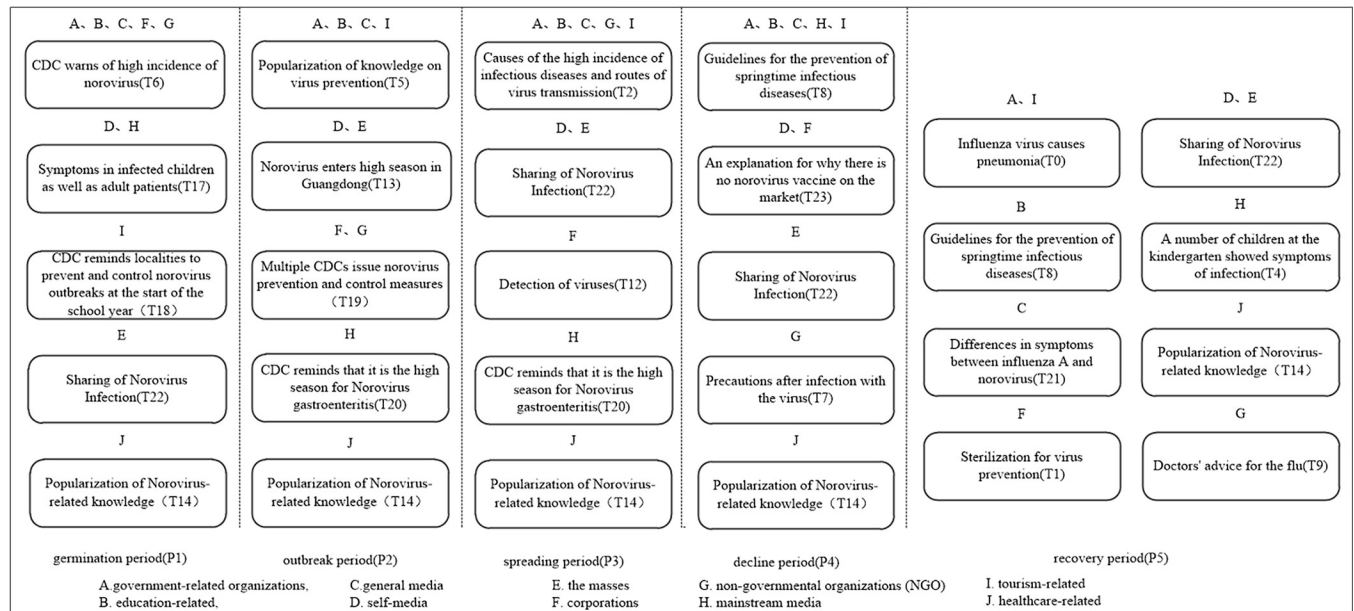 A、B、C、F、G
CDC warns of high incidence of
norovirus(T6)
D、H
Symptoms in infected children
as well as adult patients(T17)
I
CDC reminds localities to
prevent and control norovirus
outbreaks at the start of the
school year（T18）
E
Sharing of Norovirus
Infection(T22)
J
Popularization of Norovirus-
related knowledge（T14）
germination period(P1)
A、B、C、I
Popularization of knowledge on
virus prevention(T5)
D、E
Norovirus enters high season in
Guangdong(T13)
F、G
Multiple CDCs issue norovirus
prevention and control measures
（T19）
H
CDC reminds that it is the high
season for Norovirus
gastroenteritis(T20)
J
Popularization of Norovirus-
related knowledge（T14）
outbreak period(P2)
A、B、C、G、I
Causes of the high incidence of
infectious diseases and routes of
virus transmission(T2)
D、E
Sharing of Norovirus
Infection(T22)
F
Detection of viruses(T12)
H
CDC reminds that it is the high
season for Norovirus
gastroenteritis(T20)
J
Popularization of Norovirus-
related knowledge（T14）
spreading period(P3)
A、B、C、H、I
Guidelines for the prevention of
springtime infectious
diseases(T8)
D、F
An explanation for why there is
no norovirus vaccine on the
market(T23)
E
Sharing of Norovirus
Infection(T22)
G
Precautions after infection with
the virus(T7)
J
Popularization of Norovirus-
related knowledge（T14）
decline period(P4)
A、I
Influenza virus causes
pneumonia(T0)
B
Guidelines for the prevention of
springtime infectious
diseases(T8)
C
Differences in symptoms
between influenza A and
norovirus(T21)
F
Sterilization for virus
prevention(T1)
D、E
Sharing of Norovirus
Infection(T22)
H
A number of children at the
kindergarten showed symptoms
of infection(T4)
J
Popularization of Norovirus-
related knowledge（T14）
G
Doctors' advice for the flu(T9)
recovery period(P5)
A.government-related organizations,
B. education-related,
C.general media
D. self-media
E. the masses
F. corporations
G. non-governmental organizations (NGO)
H. mainstream media
I. tourism-related
J. healthcare-related